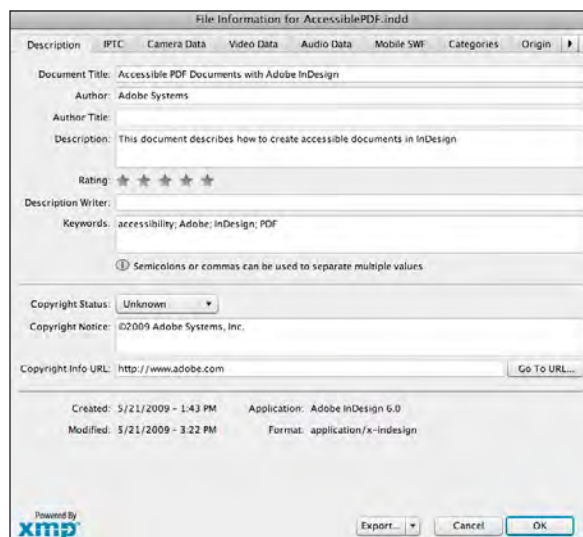 File Information for AccessiblePDF.indd
Description IPTC Camera Data Video Data Audio Data Mobile SWF Categories Origin
Document Title: Accessible PDF Documents with Adobe InDesign
Author: Adobe Systems
Author Title:
Description: This document describes how to create accessible documents in InDesign
Rating:
Description Writer:
Keywords: accessibility; Adobe; InDesign; PDF
Semicolons or commas can be used to separate multiple values
Copyright Status: Unknown
Copyright Notice: ©2009 Adobe Systems, Inc.
Copyright Info URL: http://www.adobe.com Go To URL...
Created: 5/21/2009 - 1:43 PM Application: Adobe InDesign 6.0
Modified: 5/21/2009 - 3:22 PM Format: application/x-indesign
Powered By
xmp
Export... Cancel OK